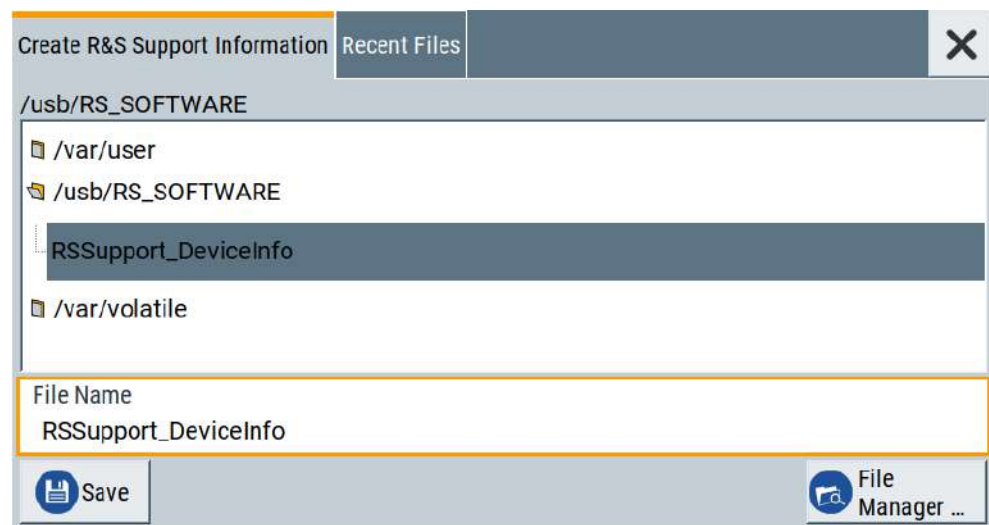 Create R&S Support Information Recent Files
/usb/RS_SOFTWARE
/var/user
/usb/RS_SOFTWARE
RSSupport_DeviceInfo
/var/volatile
File Name
RSSupport_DeviceInfo
Save
File
Manager ...